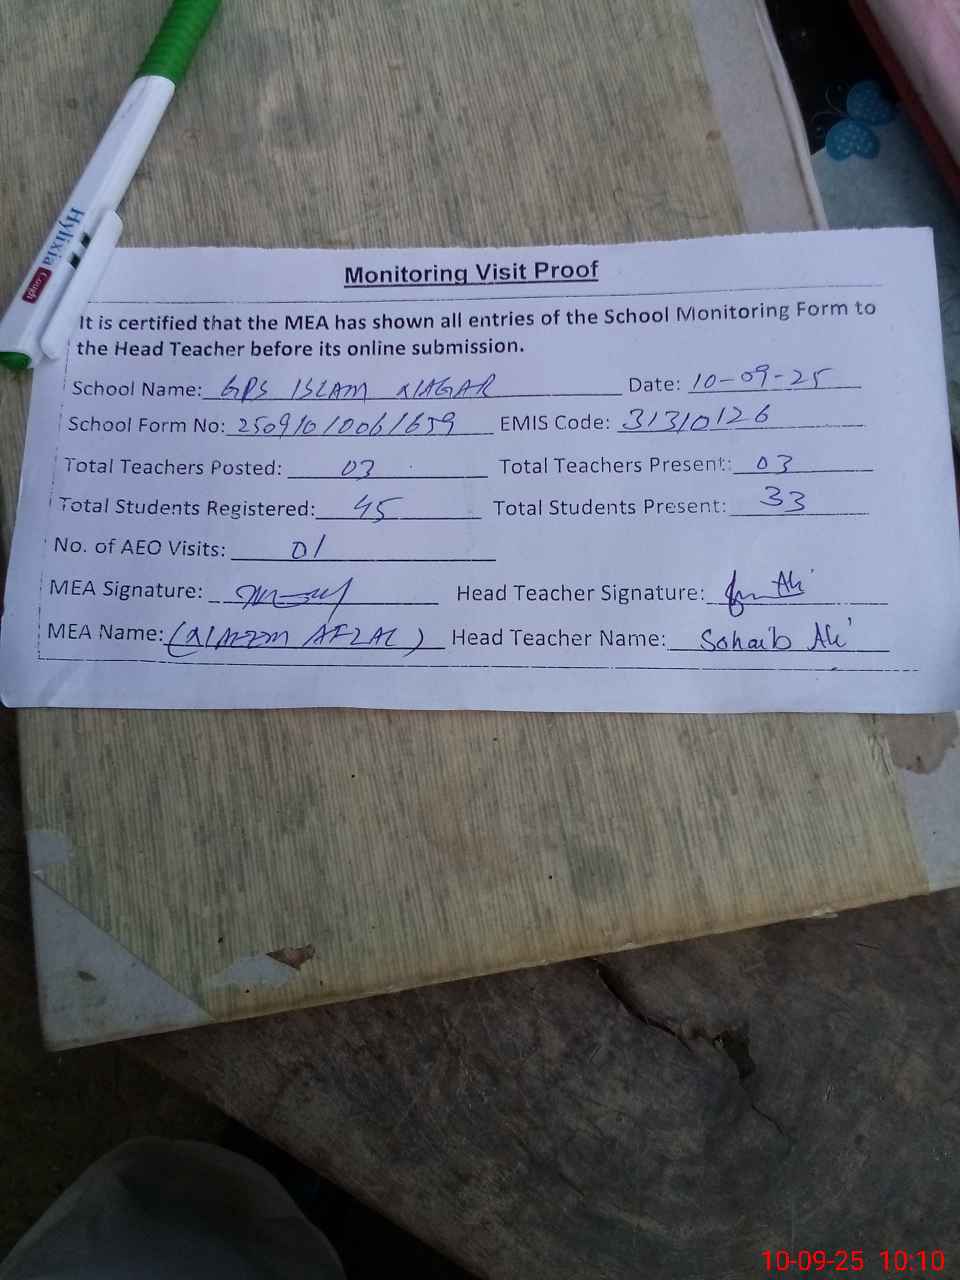 Hylixia
Cough
Monitoring Visit Proof
It is certified that the MEA has shown all entries of the School Monitoring Form to
the Head Teacher before its online submission.
School Name: GPS ISLAM NAGAR Date: 10-09-25
School Form No: EMIS Code: 31310126
Total Teachers Posted: 03 Total Teachers Present: 03
Total Students Registered: 45 Total Students Present: 33
No. of AEO Visits: 01
MEA Signature: Head Teacher Signature: Ali
MEA Name: Head Teacher Name: Sohaib Ali
10-09-25 10:10